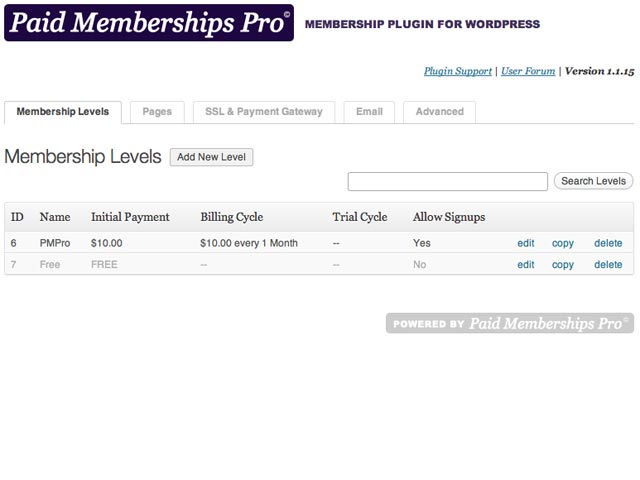 Paid Memberships Pro© MEMBERSHIP PLUGIN FOR WORDPRESS
Plugin Support | User Forum | Version 1.1.15
Membership Levels Pages SSL & Payment Gateway Email Advanced
Membership Levels Add New Level
Search Levels
ID Name Initial Payment Billing Cycle Trial Cycle Allow Signups
6 PMPro $10.00 $10.00 every 1 Month -- Yes edit copy delete
7 Free FREE -- -- No edit copy delete
POWERED BY Paid Memberships Pro©